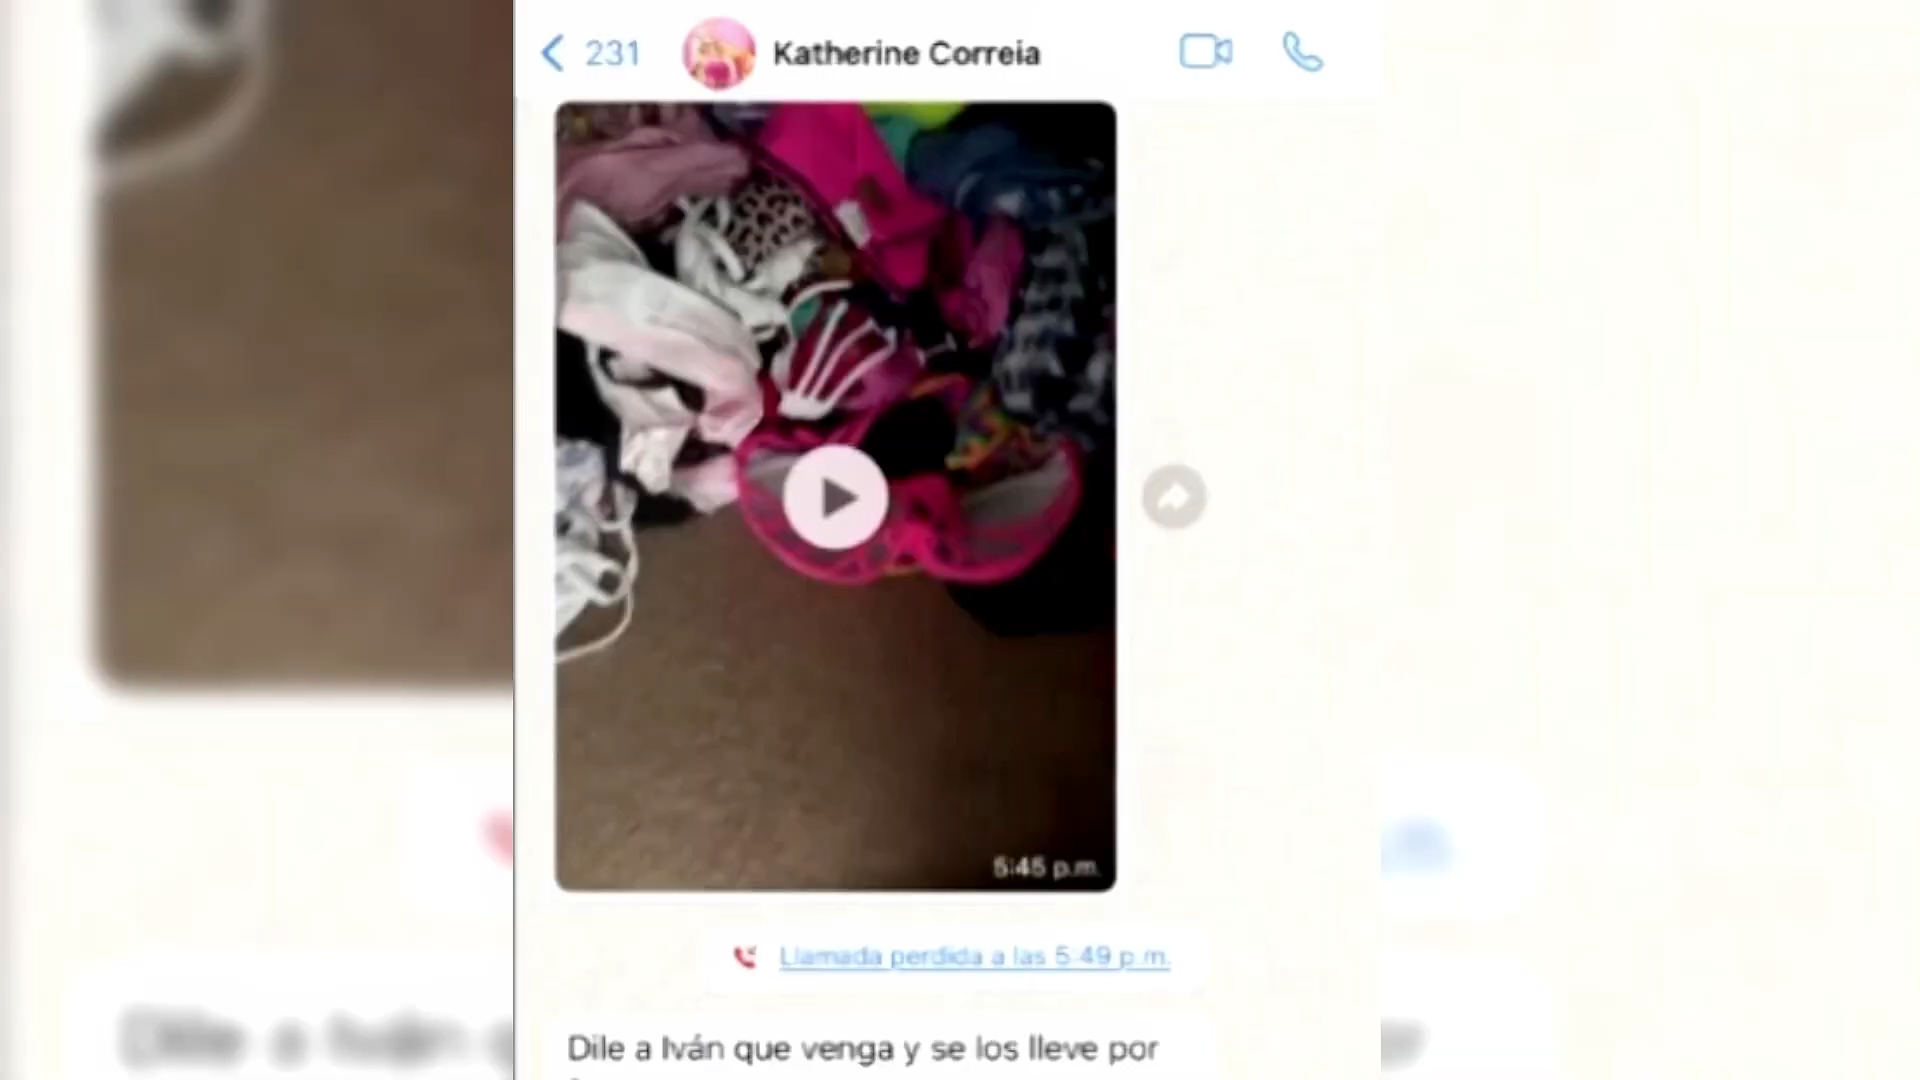 231
Katherine Correia
5:45 p.m.
Llamada perdida a las 5:49 p.m.
Dile a Iván que venga y se los lleve por